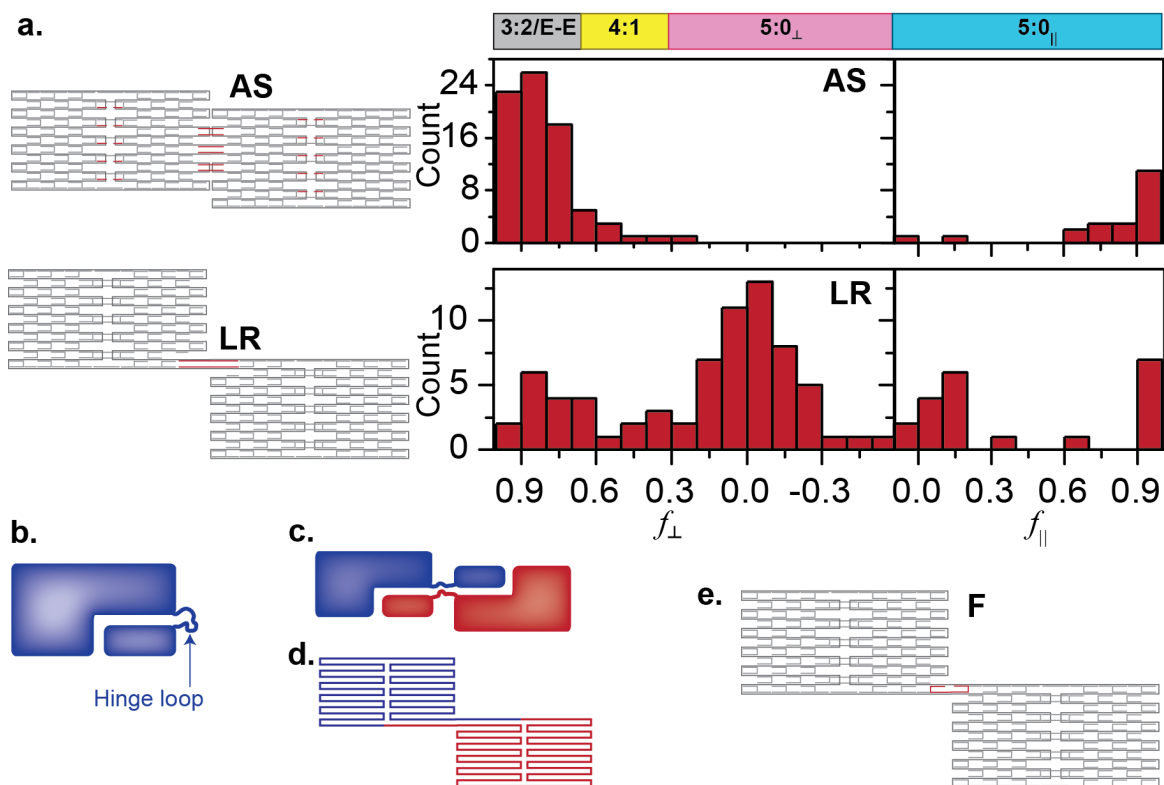 a.
3:2/E-E 4:1 5:0⊥ 5:0||
AS AS
24
16
8
0
Count
LR LR
10
5
0
Count
0.9 0.6 0.3 0.0 -0.3 0.0 0.3 0.6 0.9
f⊥ f||
b.
Hinge loop
c.
d.
e.
F